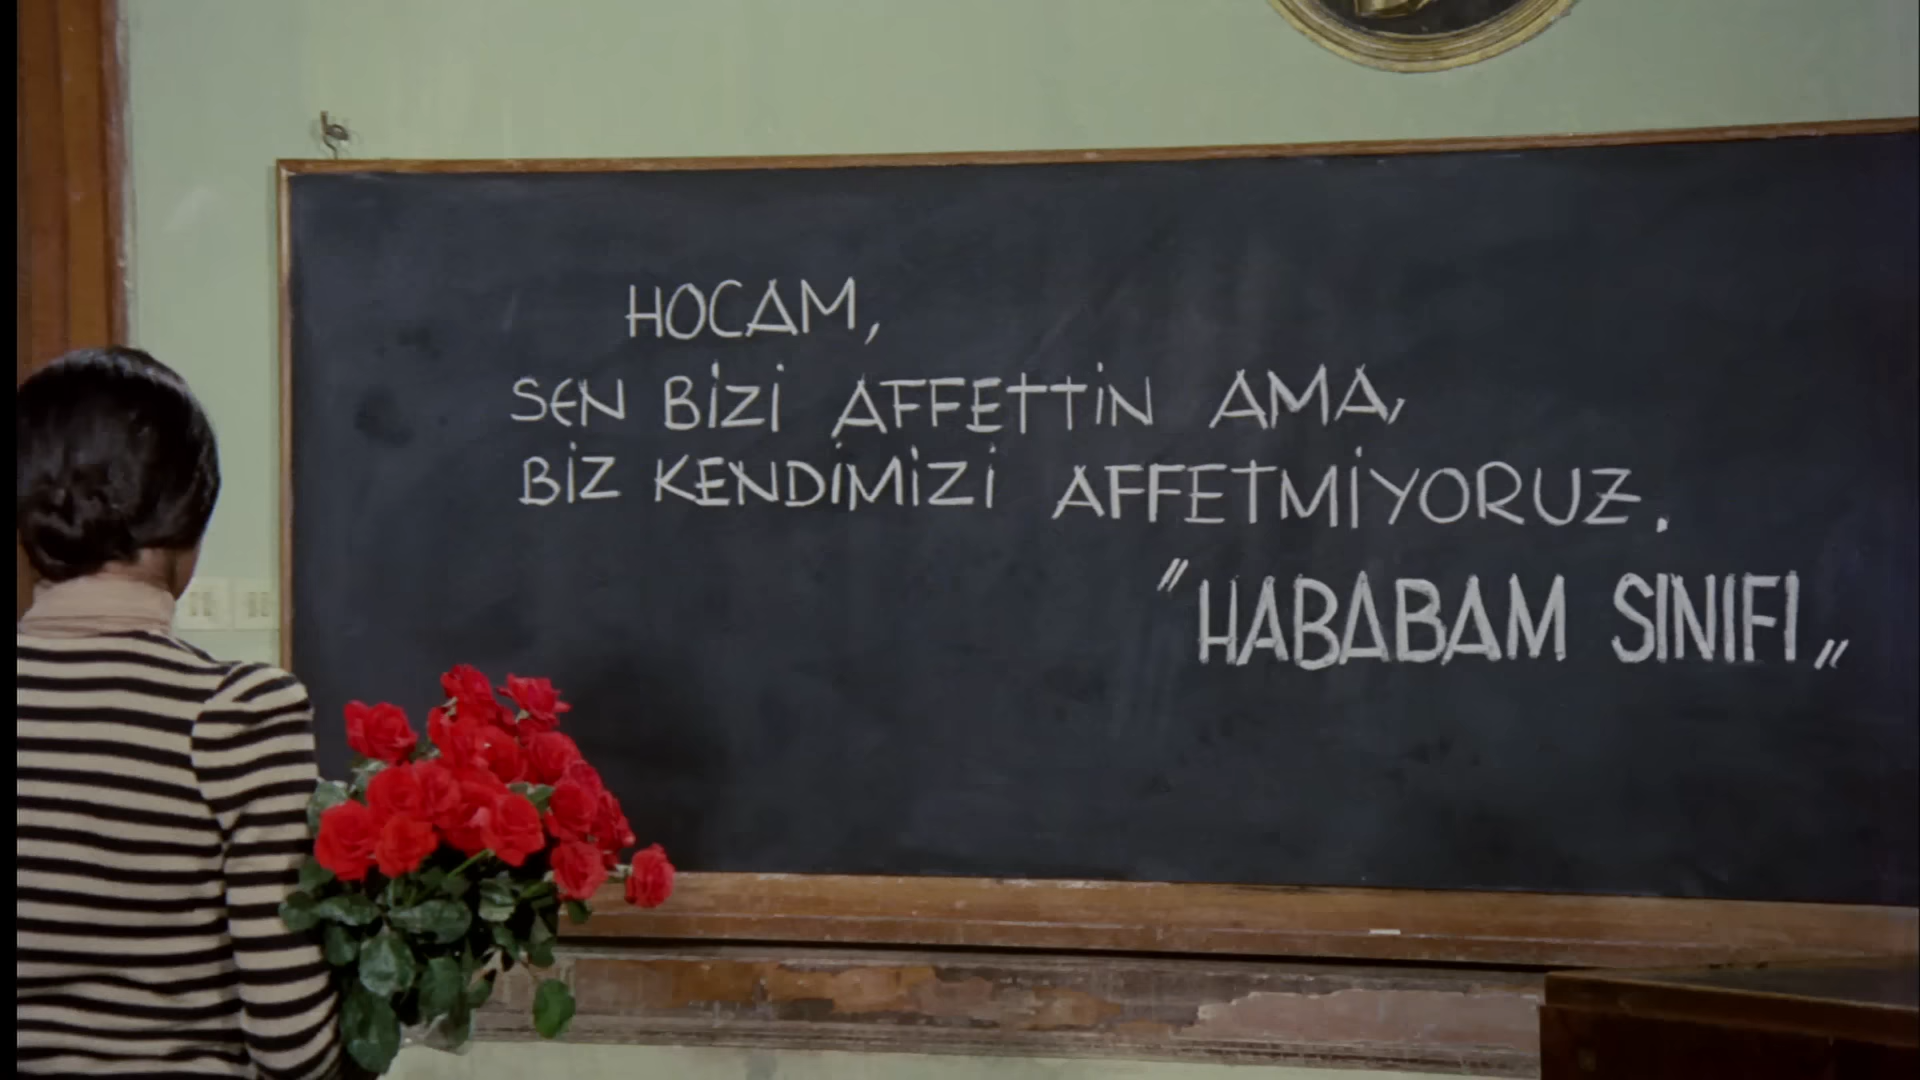 HOCAM,
SEN BİZİ AFFETTİN AMA,
BİZ KENDİMİZİ AFFETMİYORUZ.
"HABABAM SINIFI„